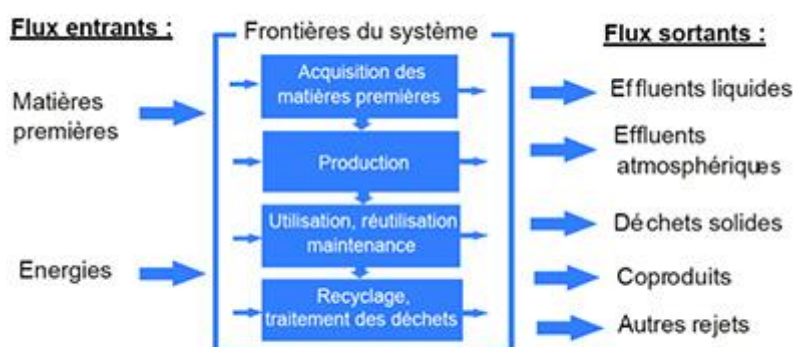 Flux entrants :
Frontières du système
Flux sortants :
Matières
premières
Energies
Acquisition des
matières premières
Production
Utilisation, réutilisation
maintenance
Recyclage,
traitement des déchets
Effluents liquides
Effluents
atmosphériques
Déchets solides
Coproduits
Autres rejets